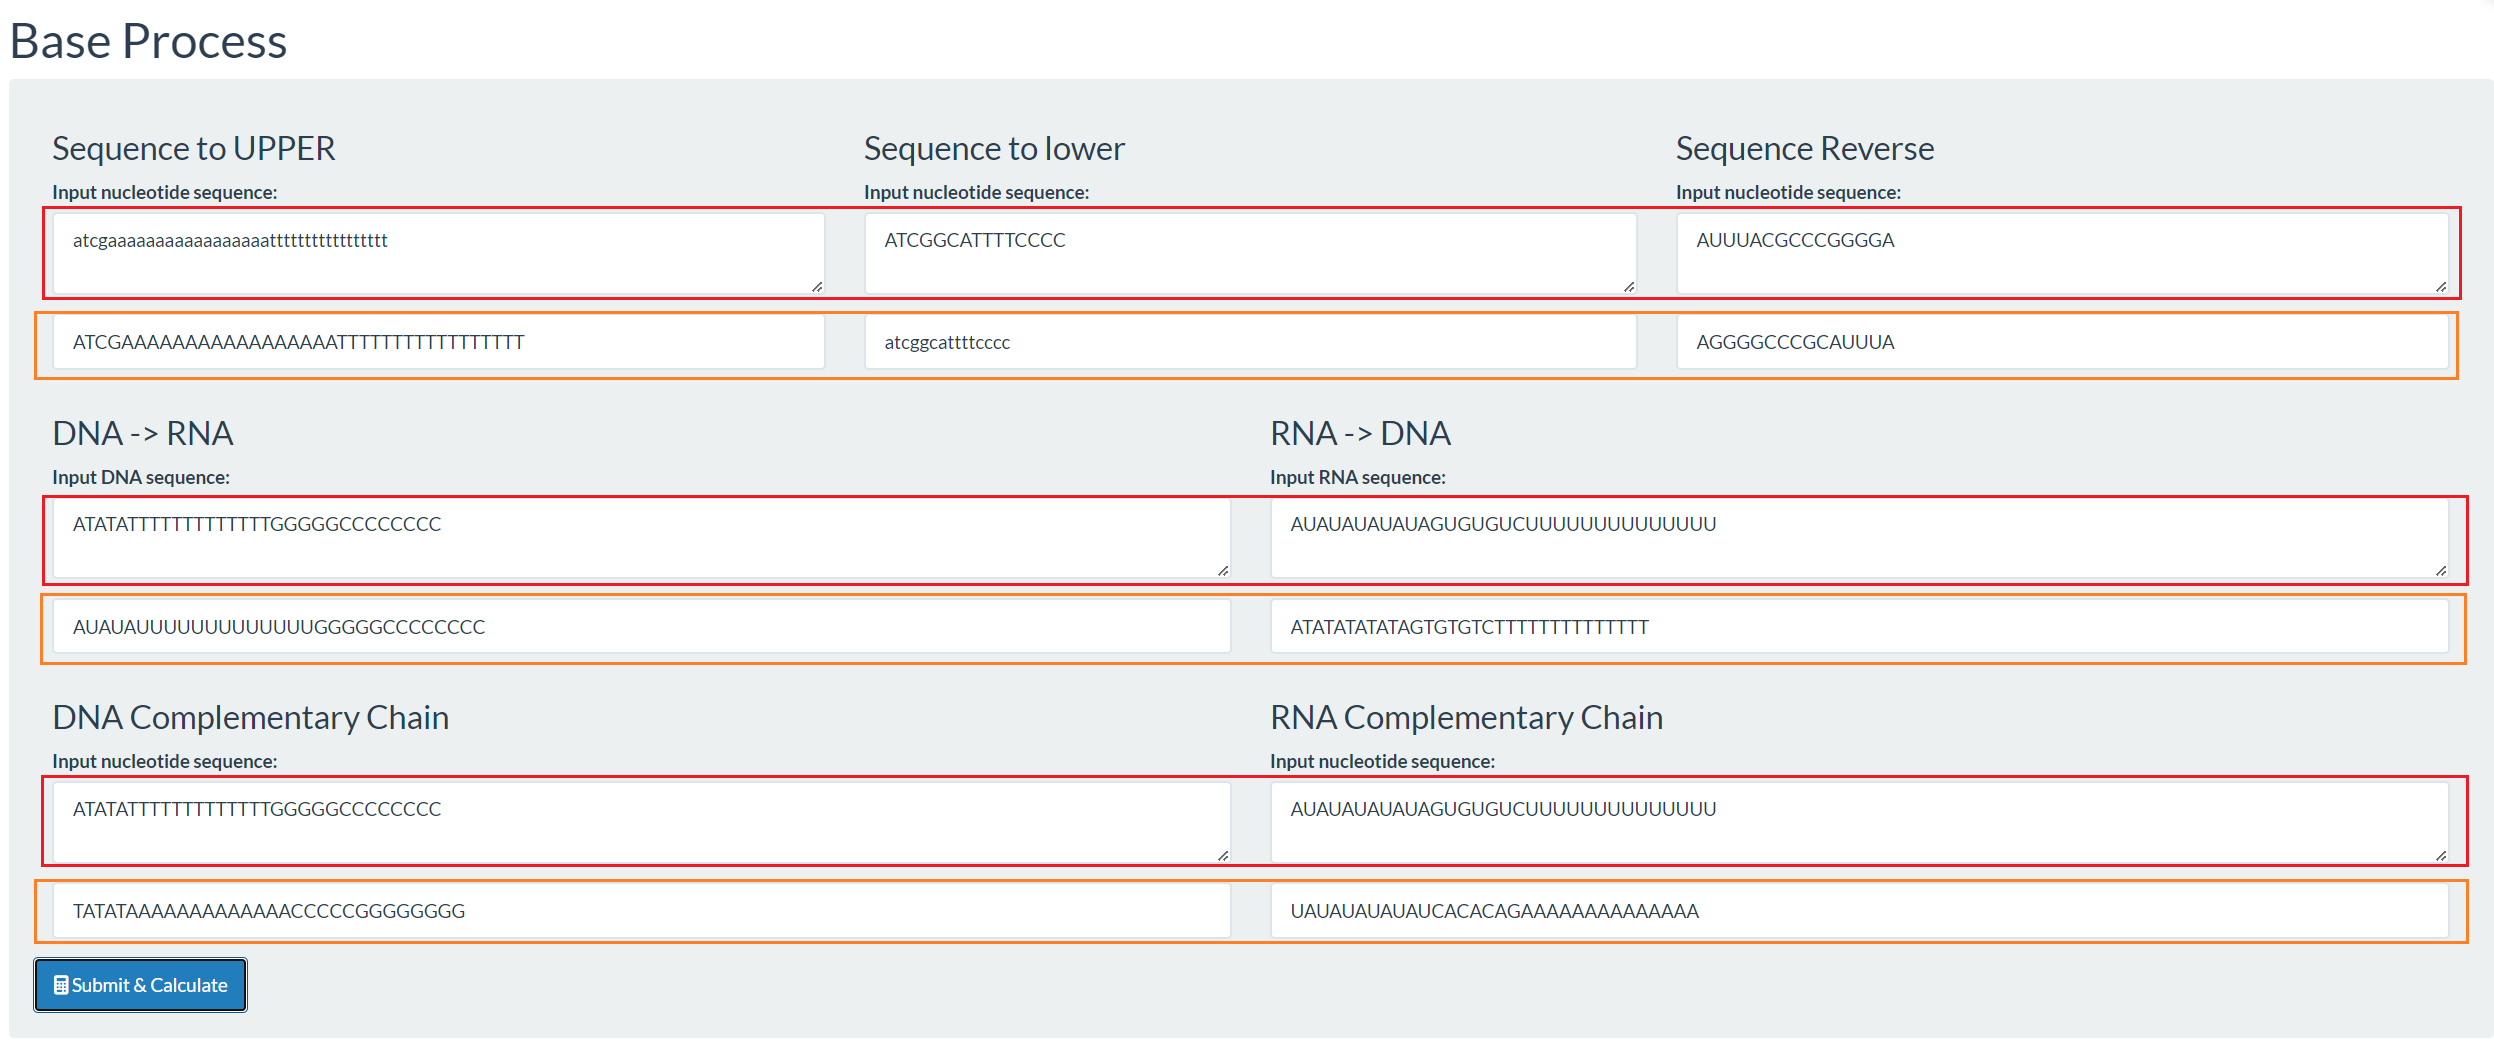 Base Process
Sequence to UPPER
Sequence to lower
Sequence Reverse
Input nucleotide sequence:
Input nucleotide sequence:
Input nucleotide sequence:
atcgaaaaaaaaaaaaaaaaattttttttttttttttt
ATCGGCATTTTCCCC
AUUUACGCCCGGGGA
ATCGAAAAAAAAAAAAAAAAATTTTTTTTTTTTTTTTT
atcggcattttcccc
AGGGGCCCGCAUUUA
DNA -> RNA
RNA -> DNA
Input DNA sequence:
Input RNA sequence:
ATATATTTTTTTTTTTTTGGGGGCCCCCCCC
AUAUAUAUAUAGUGUGUCUUUUUUUUUUUUUU
AUAUAUUUUUUUUUUUUUGGGGGCCCCCCCC
ATATATATATAGTGTGTCTTTTTTTTTTTTTT
DNA Complementary Chain
RNA Complementary Chain
Input nucleotide sequence:
Input nucleotide sequence:
ATATATTTTTTTTTTTTTGGGGGCCCCCCCC
AUAUAUAUAUAGUGUGUCUUUUUUUUUUUUUU
TATATAAAAAAAAAAAAACCCCCGGGGGGGG
UAUAUAUAUAUCACACAGAAAAAAAAAAAAAA
Submit & Calculate